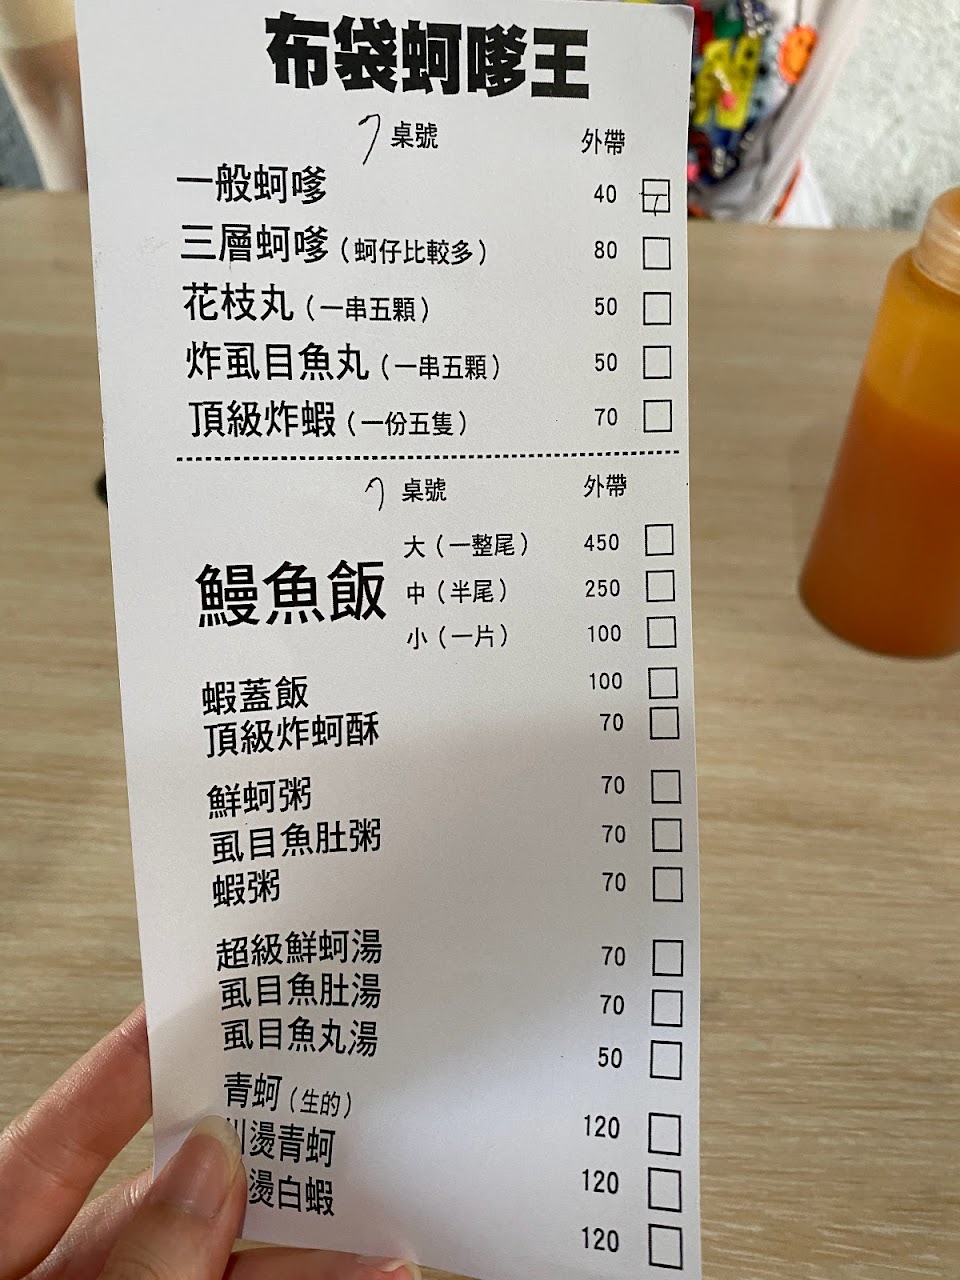 布袋蚵嗲王
7 桌號 外帶
一般蚵嗲 40
三層蚵嗲（蚵仔比較多） 80
花枝丸（一串五顆） 50
炸虱目魚丸（一串五顆） 50
頂級炸蝦（一份五隻） 70
7 桌號 外帶
鰻魚飯
大（一整尾） 450
中（半尾） 250
小（一片） 100
蝦蓋飯 100
頂級炸蚵酥 70
鮮蚵粥 70
虱目魚肚粥 70
蝦粥 70
超級鮮蚵湯 70
虱目魚肚湯 70
虱目魚丸湯 50
青蚵（生的） 120
川燙青蚵 120
燙白蝦 120